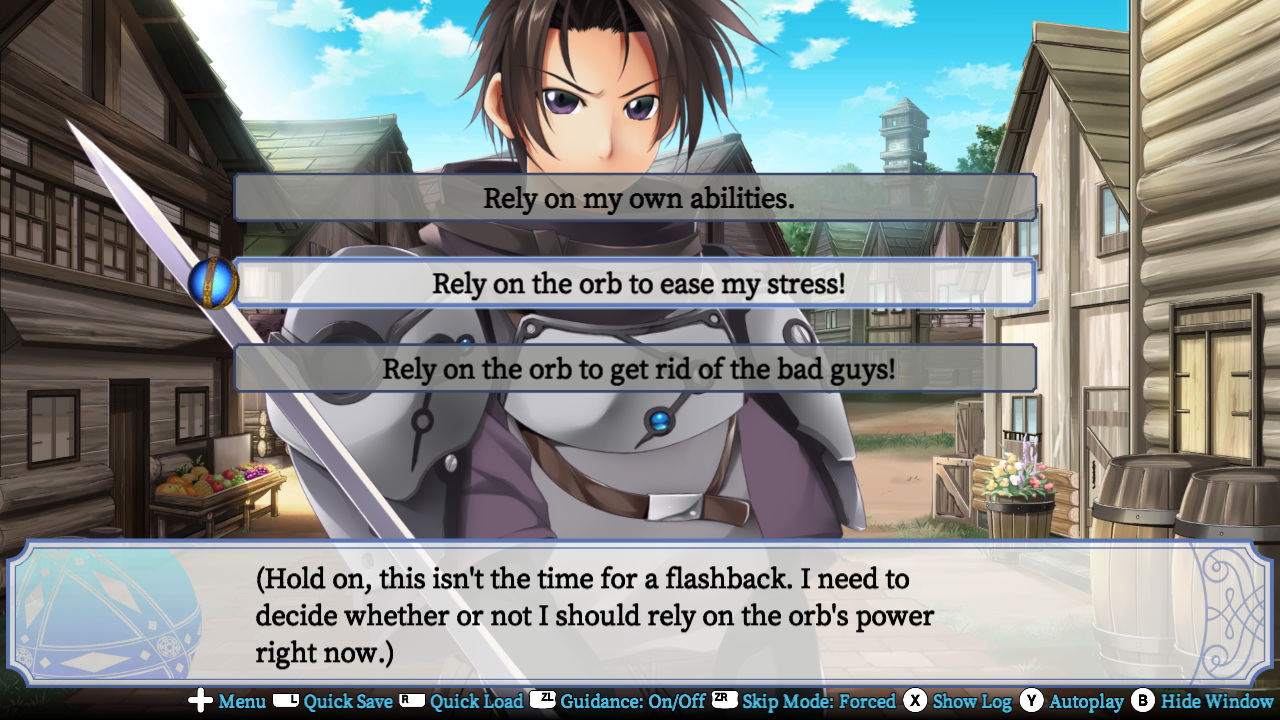 Rely on my own abilities.
Rely on the orb to ease my stress!
Rely on the orb to get rid of the bad guys!
(Hold on, this isn't the time for a flashback. I need to
decide whether or not I should rely on the orb's power
right now.)
Menu L Quick Save R Quick Load ZL Guidance: On/Off ZR Skip Mode: Forced X Show Log Y Autoplay B Hide Window